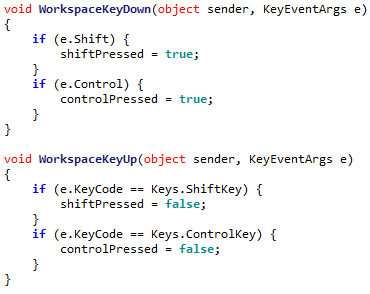 void WorkspaceKeyDown(object sender, KeyEventArgs e)
{
    if (e.Shift) {
        shiftPressed = true;
    }
    if (e.Control) {
        controlPressed = true;
    }
}

void WorkspaceKeyUp(object sender, KeyEventArgs e)
{
    if (e.KeyCode == Keys.ShiftKey) {
        shiftPressed = false;
    }
    if (e.KeyCode == Keys.ControlKey) {
        controlPressed = false;
    }
}